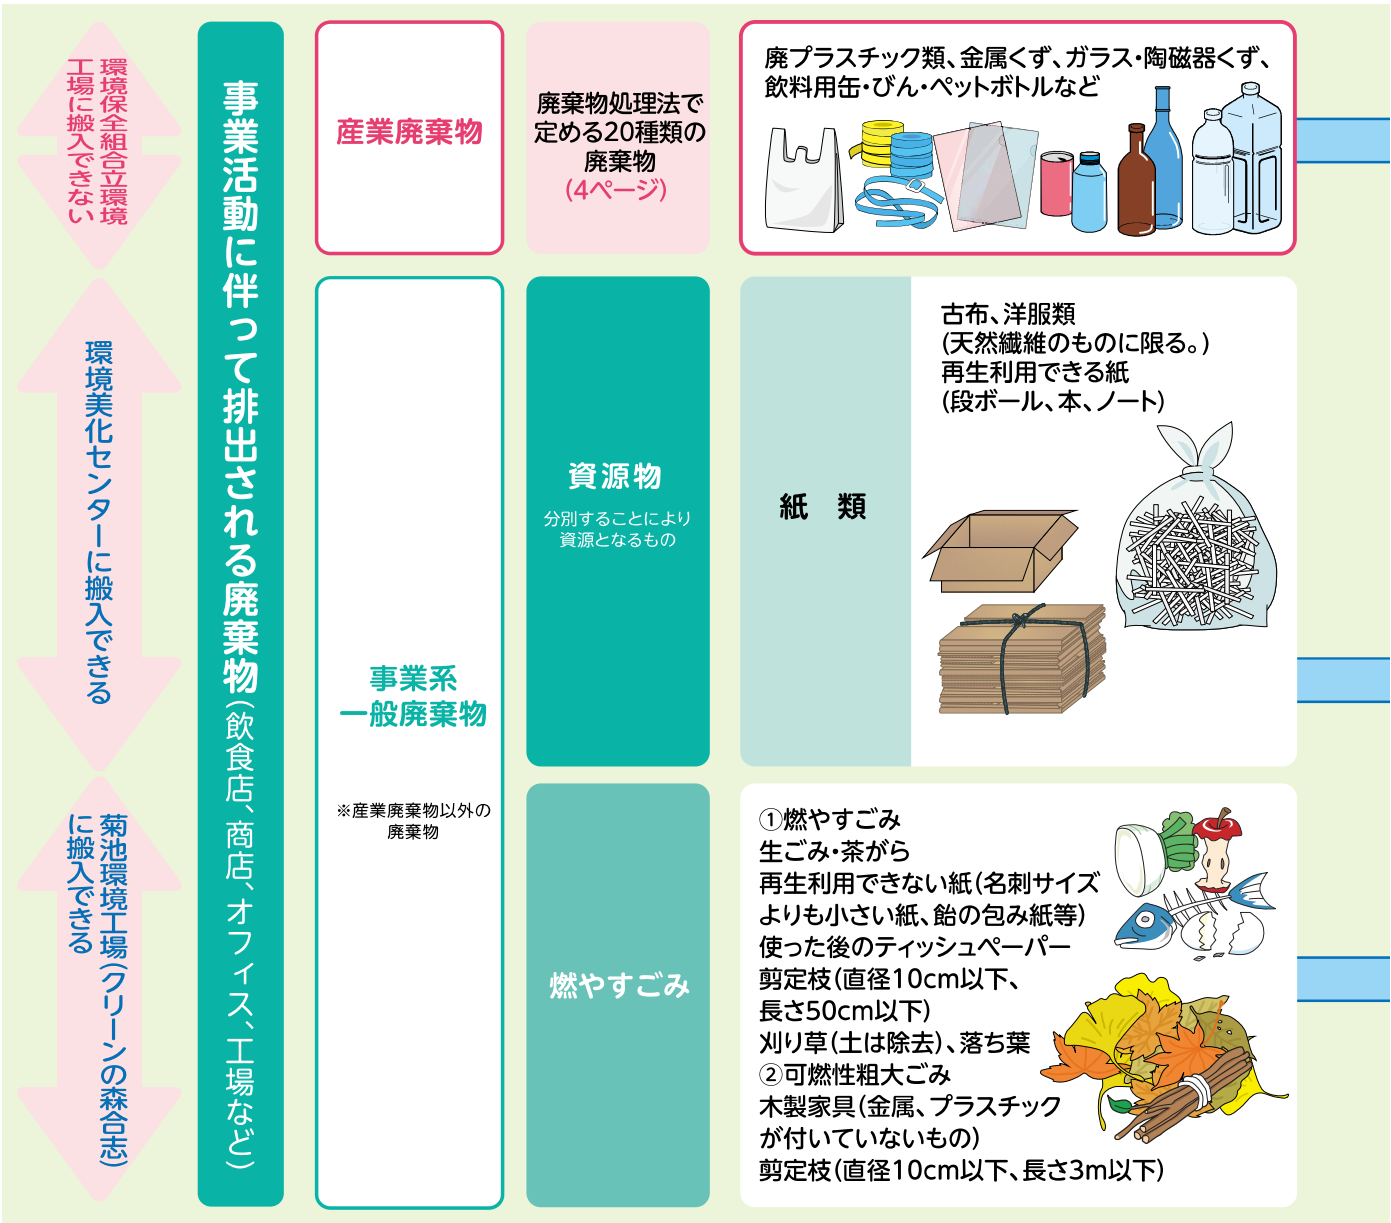 環境保全組合立環境
工場に搬入できない
環境美化センターに搬入できる
菊池環境工場(クリーンの森合志)
に搬入できる
事業活動に伴って排出される廃棄物(飲食店、商店、オフィス、工場など)
産業廃棄物
廃棄物処理法で
定める20種類の
廃棄物
(4ページ)
廃プラスチック類、金属くず、ガラス・陶磁器くず、
飲料用缶・びん・ペットボトルなど
事業系
一般廃棄物
※産業廃棄物以外の
廃棄物
資源物
分別することにより
資源となるもの
紙 類
古布、洋服類
(天然繊維のものに限る。)
再生利用できる紙
(段ボール、本、ノート)
燃やすごみ
①燃やすごみ
生ごみ・茶がら
再生利用できない紙(名刺サイズ
よりも小さい紙、飴の包み紙等)
使った後のティッシュペーパー
剪定枝(直径10cm以下、
長さ50cm以下)
刈り草(土は除去)、落ち葉
②可燃性粗大ごみ
木製家具(金属、プラスチック
が付いていないもの)
剪定枝(直径10cm以下、長さ3m以下)